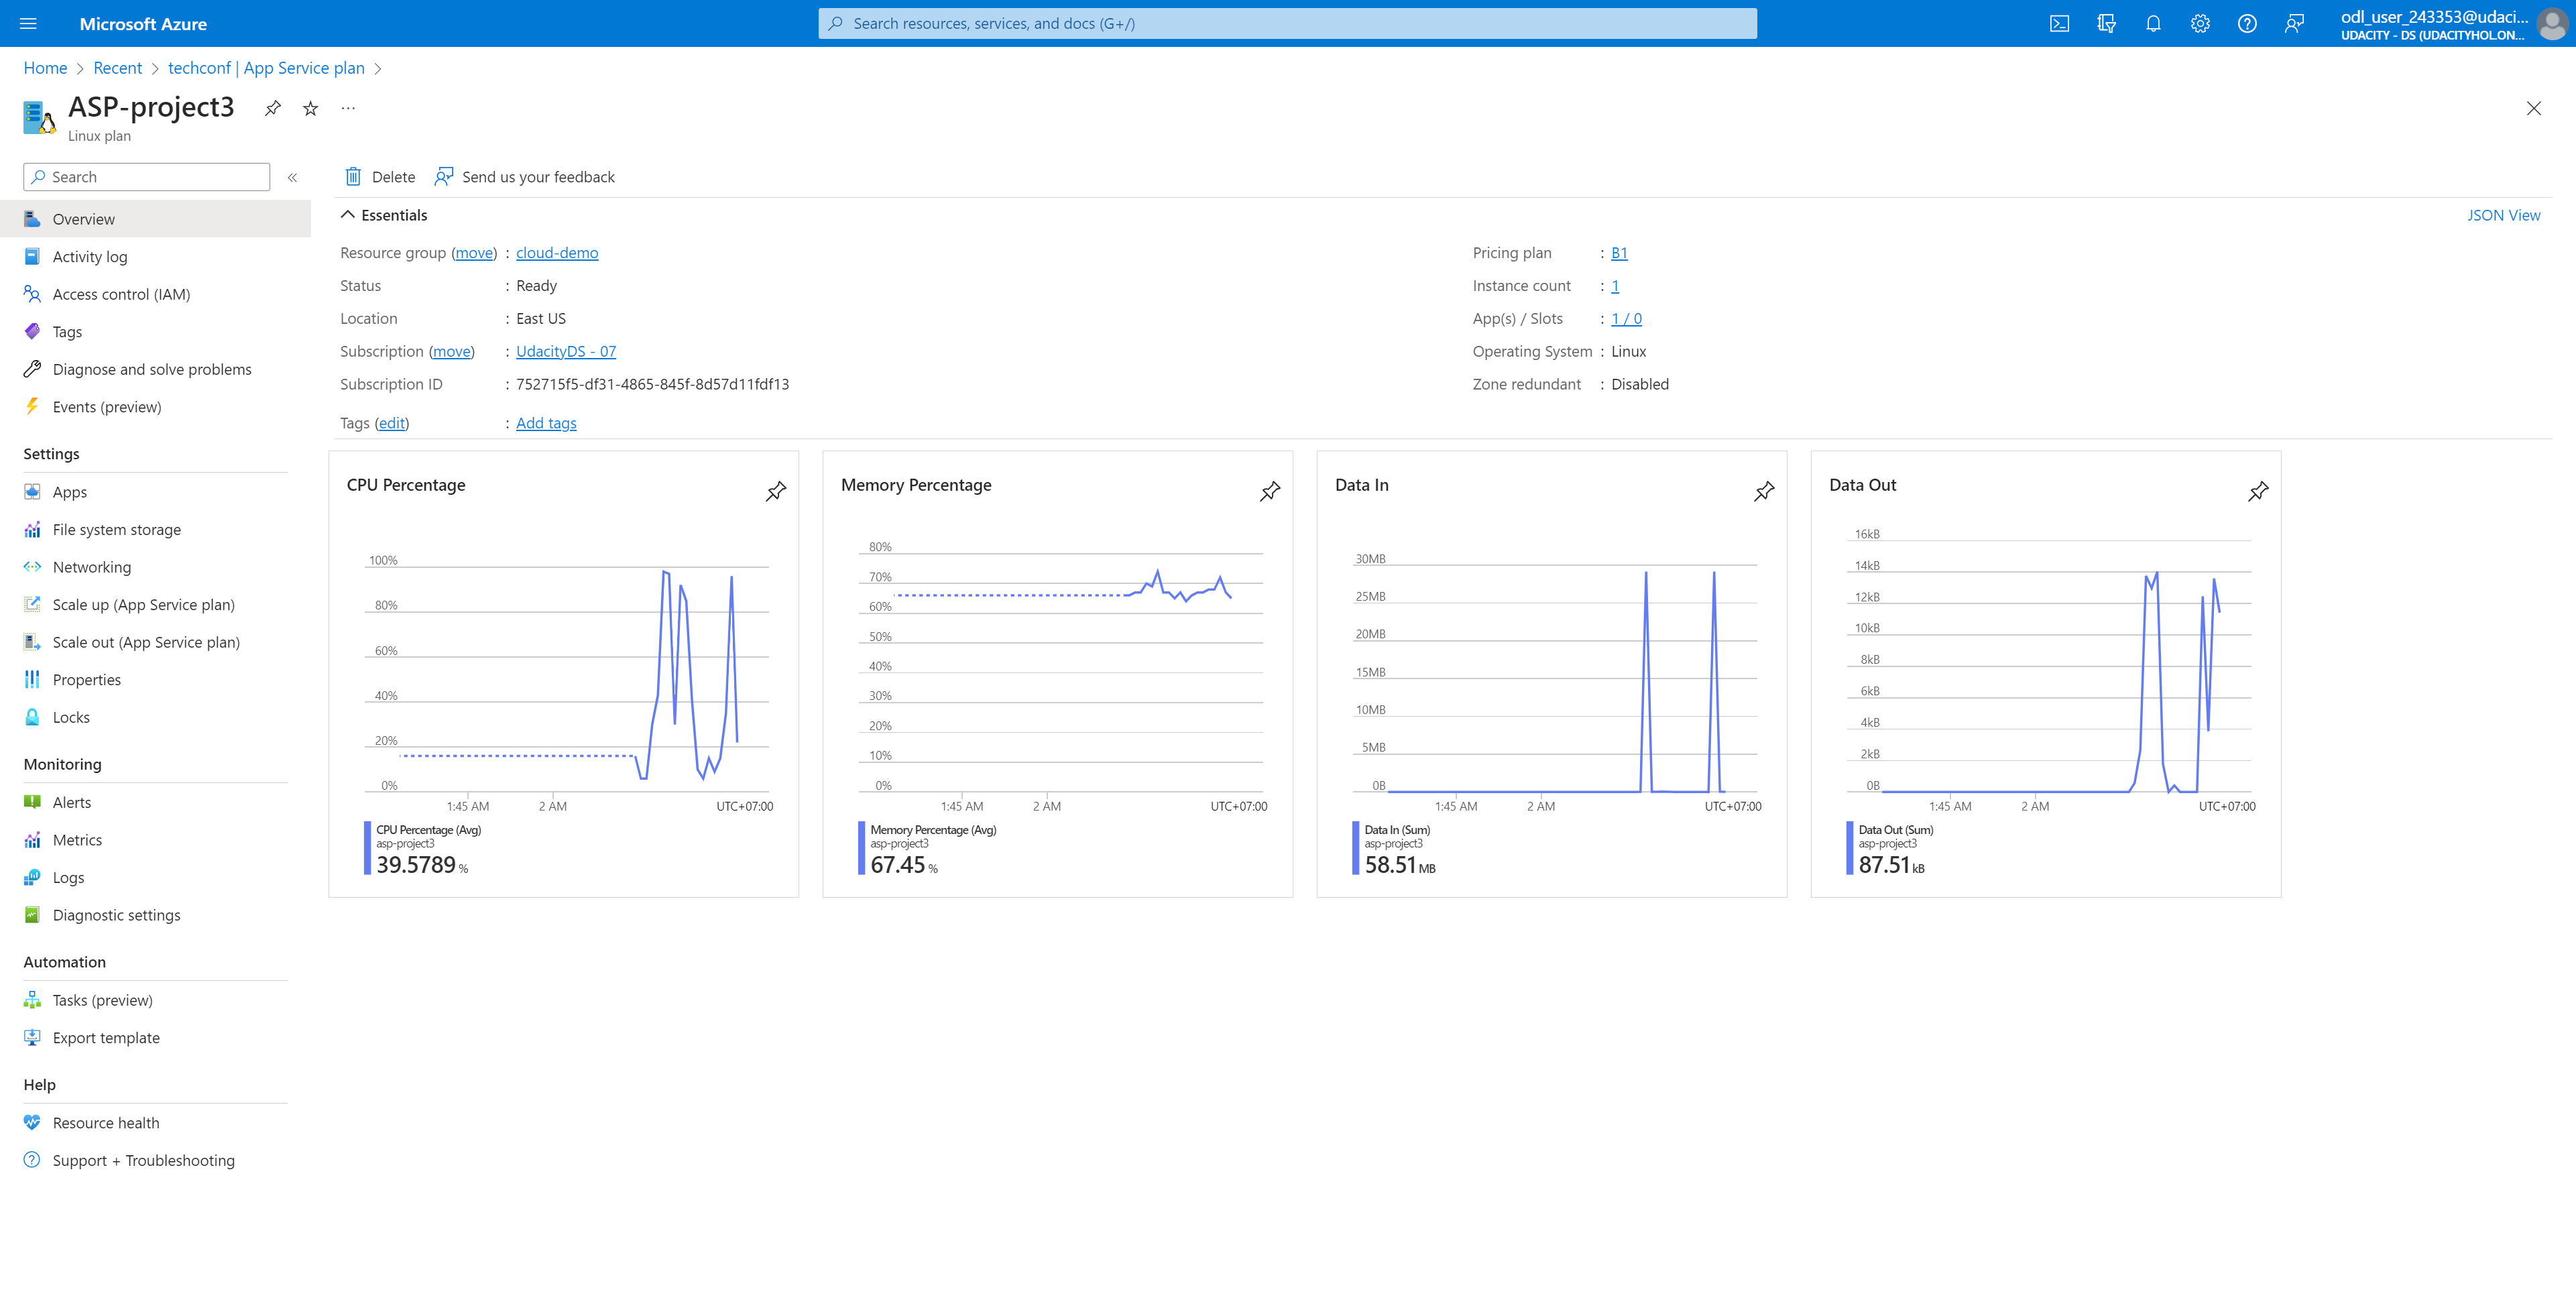 Microsoft Azure
Search resources, services, and docs (G+/)
odl_user_243353@udaci...
UDACITY - DS (UDACITYHOL.ON...
Home > Recent > techconf | App Service plan >
ASP-project3
Linux plan
Search
Delete
Send us your feedback
Overview
Activity log
Access control (IAM)
Tags
Diagnose and solve problems
Events (preview)
Settings
Apps
File system storage
Networking
Scale up (App Service plan)
Scale out (App Service plan)
Properties
Locks
Monitoring
Alerts
Metrics
Logs
Diagnostic settings
Automation
Tasks (preview)
Export template
Help
Resource health
Support + Troubleshooting
Essentials
JSON View
Resource group (move) : cloud-demo
Status : Ready
Location : East US
Subscription (move) : UdacityDS - 07
Subscription ID : 752715f5-df31-4865-845f-8d57d11fdf13
Tags (edit) : Add tags
Pricing plan : B1
Instance count : 1
App(s) / Slots : 1 / 0
Operating System : Linux
Zone redundant : Disabled
CPU Percentage
100%
80%
60%
40%
20%
0%
1:45 AM 2 AM UTC+07:00
CPU Percentage (Avg)
asp-project3
39.5789 %
Memory Percentage
80%
70%
60%
50%
40%
30%
20%
10%
0%
1:45 AM 2 AM UTC+07:00
Memory Percentage (Avg)
asp-project3
67.45 %
Data In
30MB
25MB
20MB
15MB
10MB
5MB
0B
1:45 AM 2 AM UTC+07:00
Data In (Sum)
asp-project3
58.51 MB
Data Out
16kB
14kB
12kB
10kB
8kB
6kB
4kB
2kB
0B
1:45 AM 2 AM UTC+07:00
Data Out (Sum)
asp-project3
87.51 kB